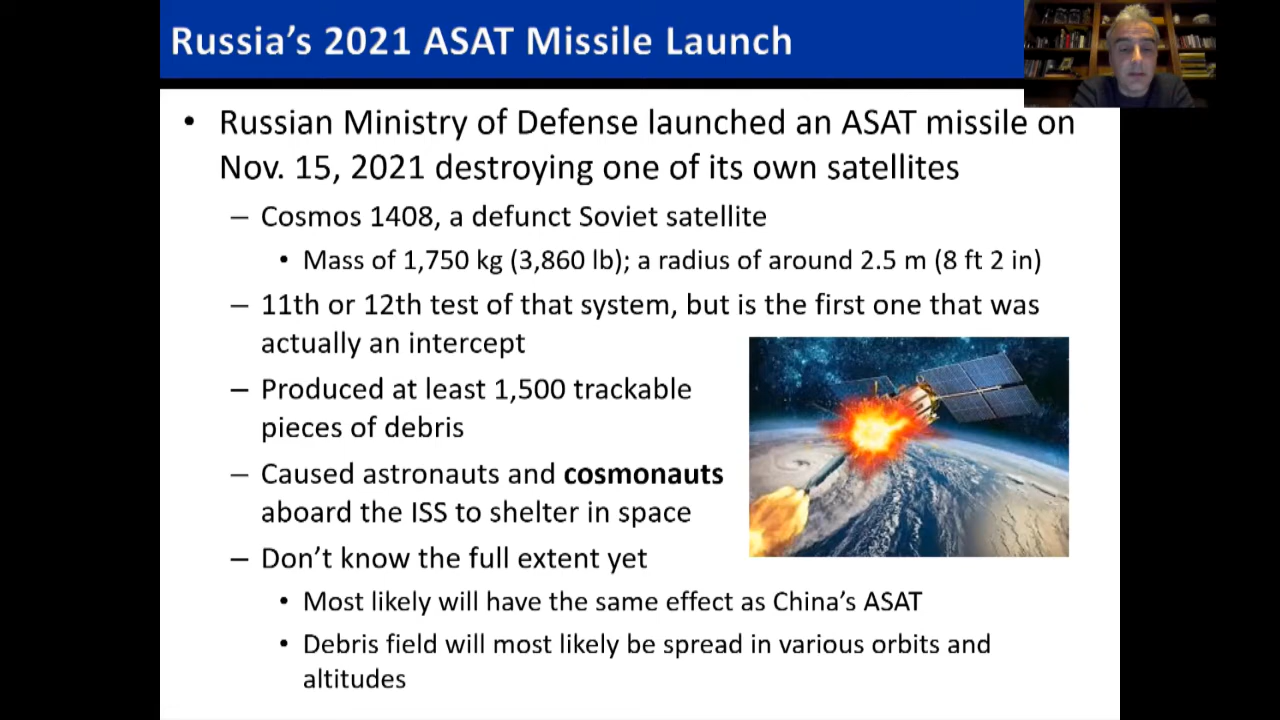 Russia's 2021 ASAT Missile Launch
• Russian Ministry of Defense launched an ASAT missile on
Nov. 15, 2021 destroying one of its own satellites
– Cosmos 1408, a defunct Soviet satellite
• Mass of 1,750 kg (3,860 lb); a radius of around 2.5 m (8 ft 2 in)
– 11th or 12th test of that system, but is the first one that was
actually an intercept
– Produced at least 1,500 trackable
pieces of debris
– Caused astronauts and cosmonauts
aboard the ISS to shelter in space
– Don't know the full extent yet
• Most likely will have the same effect as China's ASAT
• Debris field will most likely be spread in various orbits and
altitudes